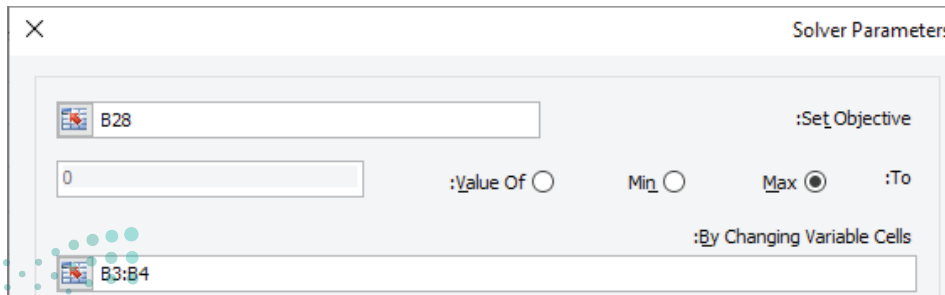 Solver Parameters
:Set Objective
B28
:To Max Min :Value Of 0
:By Changing Variable Cells
B3:B4